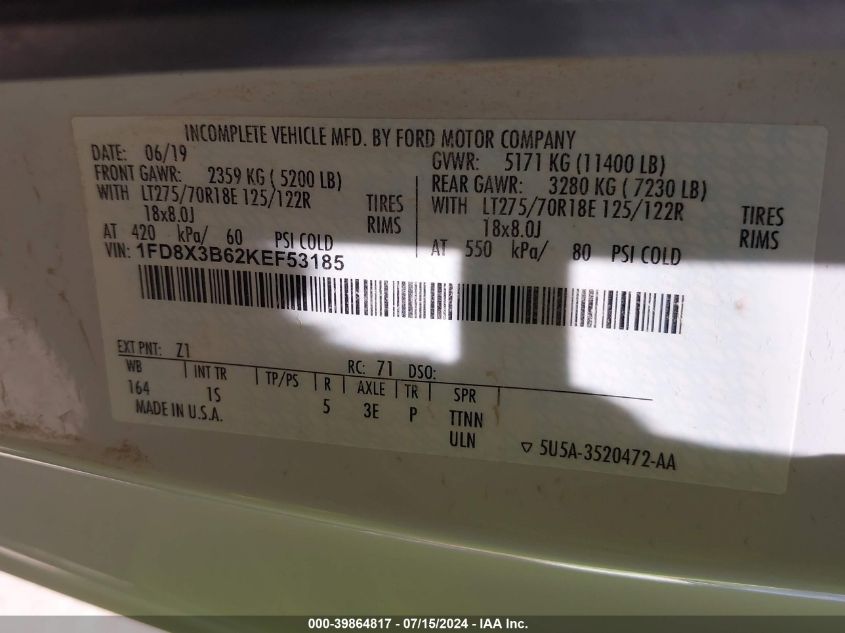 INCOMPLETE VEHICLE MFD. BY FORD MOTOR COMPANY
DATE: 06/19
GVWR: 5171 KG (11400 LB)
FRONT GAWR: 2359 KG ( 5200 LB)
REAR GAWR: 3280 KG ( 7230 LB)
WITH LT275/70R18E 125/122R TIRES
WITH LT275/70R18E 125/122R TIRES
18x8.0J RIMS
18x8.0J RIMS
AT 420 kPa/ 60 PSI COLD
AT 550 kPa/ 80 PSI COLD
VIN: 1FD8X3B62KEF53185
EXT PNT: Z1 RC: 71 DSO:
WB INT TR TP/PS R AXLE TR SPR
164 1S 5 3E P TTNN
MADE IN U.S.A. ULN ▽ 5U5A-3520472-AA
000-39864817 - 07/15/2024 - IAA Inc.